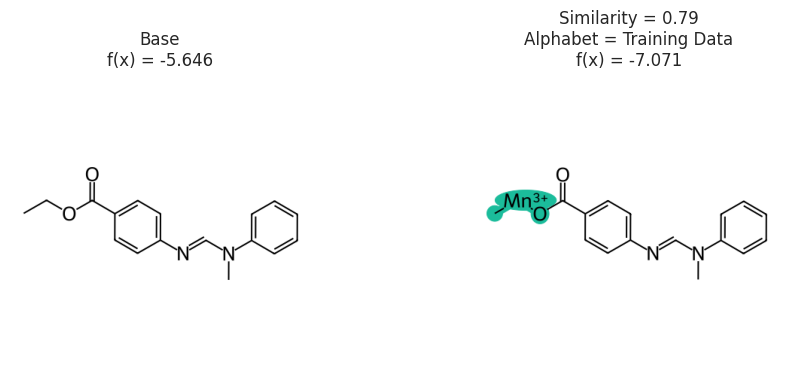 Base
f(x) = -5.646
Similarity = 0.79
Alphabet = Training Data
f(x) = -7.071
O
O
N
N
Mn3+
O
O
N
N